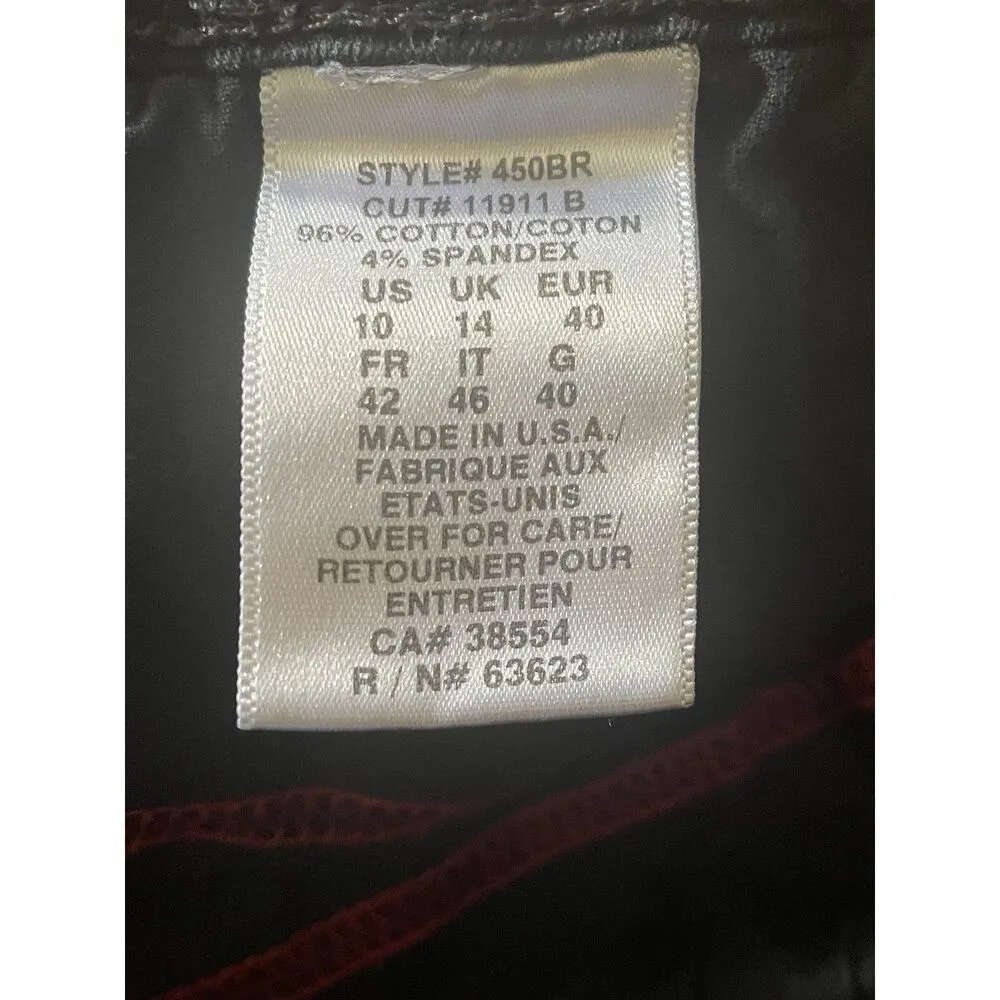 STYLE# 450BR
CUT# 11911 B
96% COTTON/COTON
4% SPANDEX
US UK EUR
10 14 40
FR IT G
42 46 40
MADE IN U.S.A./
FABRIQUE AUX
ETATS-UNIS
OVER FOR CARE/
RETOURNER POUR
ENTRETIEN
CA# 38554
R / N# 63623